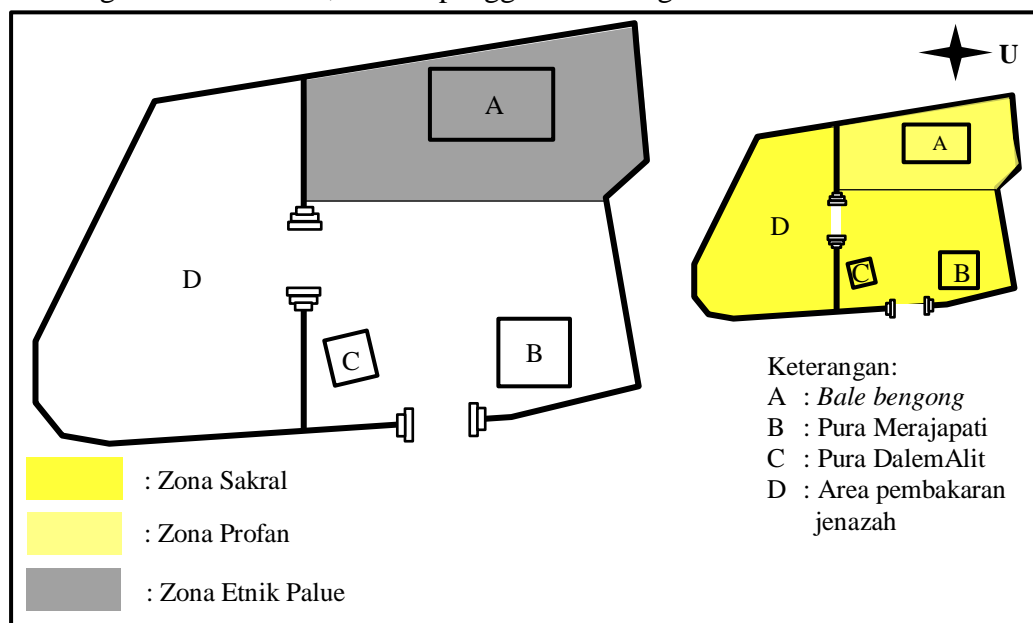 A
D
C
B
U
A
D
C
B
Keterangan:
A : Bale bengong
B : Pura Merajapati
C : Pura DalemAlit
D : Area pembakaran
jenazah
: Zona Sakral
: Zona Profan
: Zona Etnik Palue